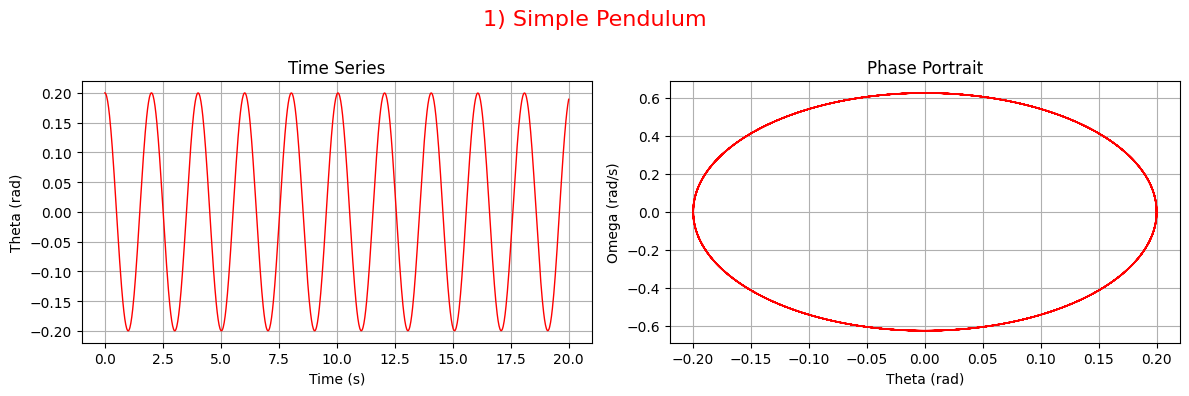 1) Simple Pendulum
Time Series
Theta (rad)
0.20
0.15
0.10
0.05
0.00
−0.05
−0.10
−0.15
−0.20
0.0 2.5 5.0 7.5 10.0 12.5 15.0 17.5 20.0
Time (s)
Phase Portrait
Omega (rad/s)
0.6
0.4
0.2
0.0
−0.2
−0.4
−0.6
−0.20 −0.15 −0.10 −0.05 0.00 0.05 0.10 0.15 0.20
Theta (rad)